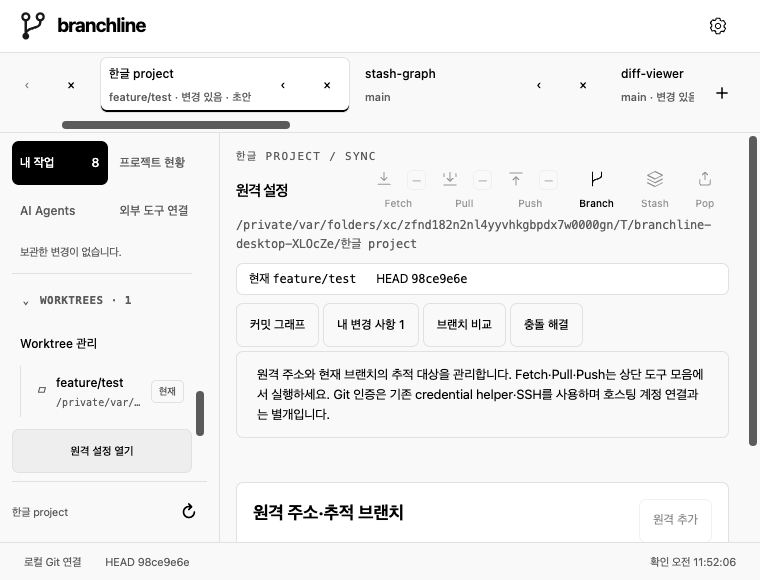 branchline
한글 project
feature/test · 변경 있음 · 초안
stash-graph
main
diff-viewer
main · 변경 있음
내 작업 8
프로젝트 현황
AI Agents
외부 도구 연결
보관한 변경이 없습니다.
WORKTREES · 1
Worktree 관리
feature/test
/private/var/…
현재
원격 설정 열기
한글 project
한글 PROJECT / SYNC
원격 설정
Fetch
Pull
Push
Branch
Stash
Pop
/private/var/folders/xc/zfnd182n2nl4yyvhkgbpdx7w0000gn/T/branchline-
desktop-XLOcZe/한글 project
현재 feature/test HEAD 98ce9e6e
커밋 그래프
내 변경 사항 1
브랜치 비교
충돌 해결
원격 주소와 현재 브랜치의 추적 대상을 관리합니다. Fetch·Pull·Push는 상단 도구 모음에
서 실행하세요. Git 인증은 기존 credential helper·SSH를 사용하며 호스팅 계정 연결과
는 별개입니다.
원격 주소·추적 브랜치
원격 추가
로컬 Git 연결
HEAD 98ce9e6e
확인 오전 11:52:06